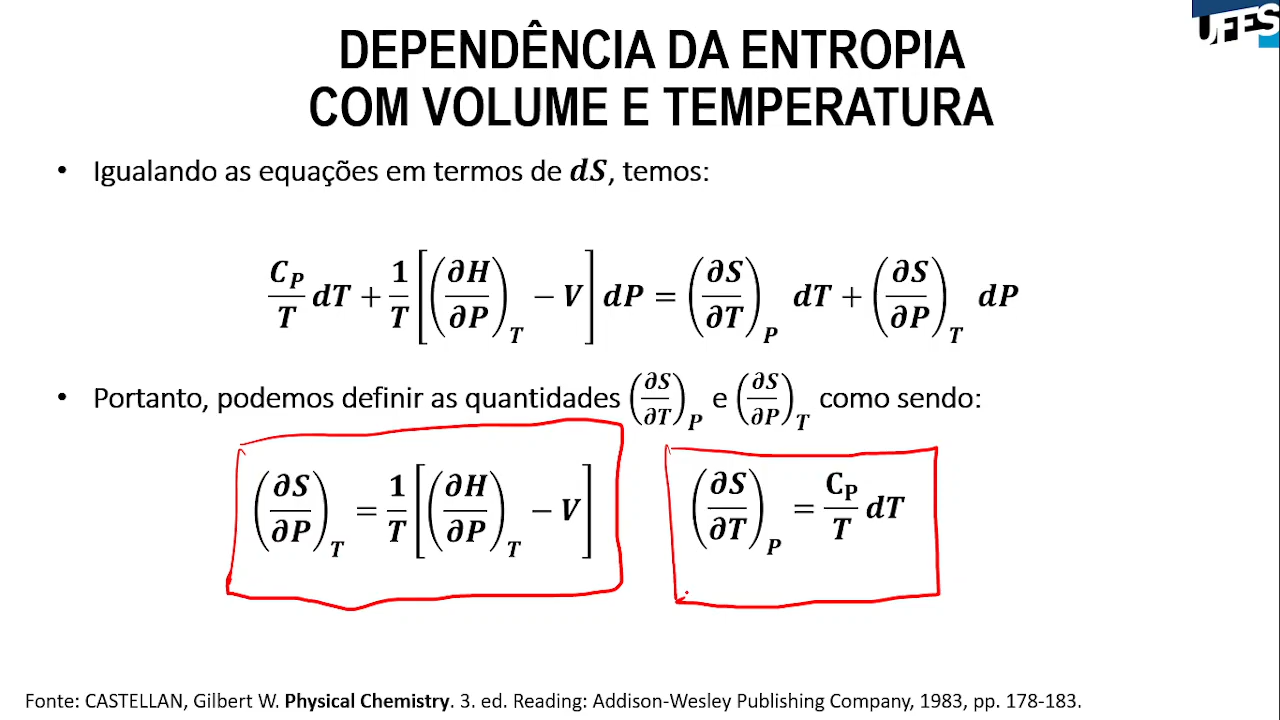 UFES
DEPENDÊNCIA DA ENTROPIA
COM VOLUME E TEMPERATURA
• Igualando as equações em termos de dS, temos:
C_P/T dT + 1/T [(∂H/∂P)_T − V] dP = (∂S/∂T)_P dT + (∂S/∂P)_T dP
• Portanto, podemos definir as quantidades (∂S/∂T)_P e (∂S/∂P)_T como sendo:
(∂S/∂P)_T = 1/T [(∂H/∂P)_T − V]
(∂S/∂T)_P = C_P/T dT
Fonte: CASTELLAN, Gilbert W. Physical Chemistry. 3. ed. Reading: Addison-Wesley Publishing Company, 1983, pp. 178-183.